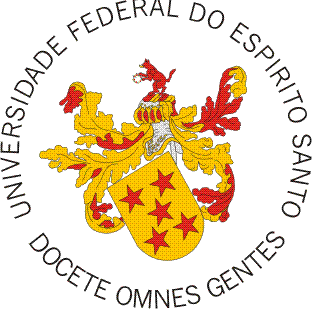 UNIVERSIDADE FEDERAL DO ESPIRITO SANTO
DOCETE OMNES GENTES